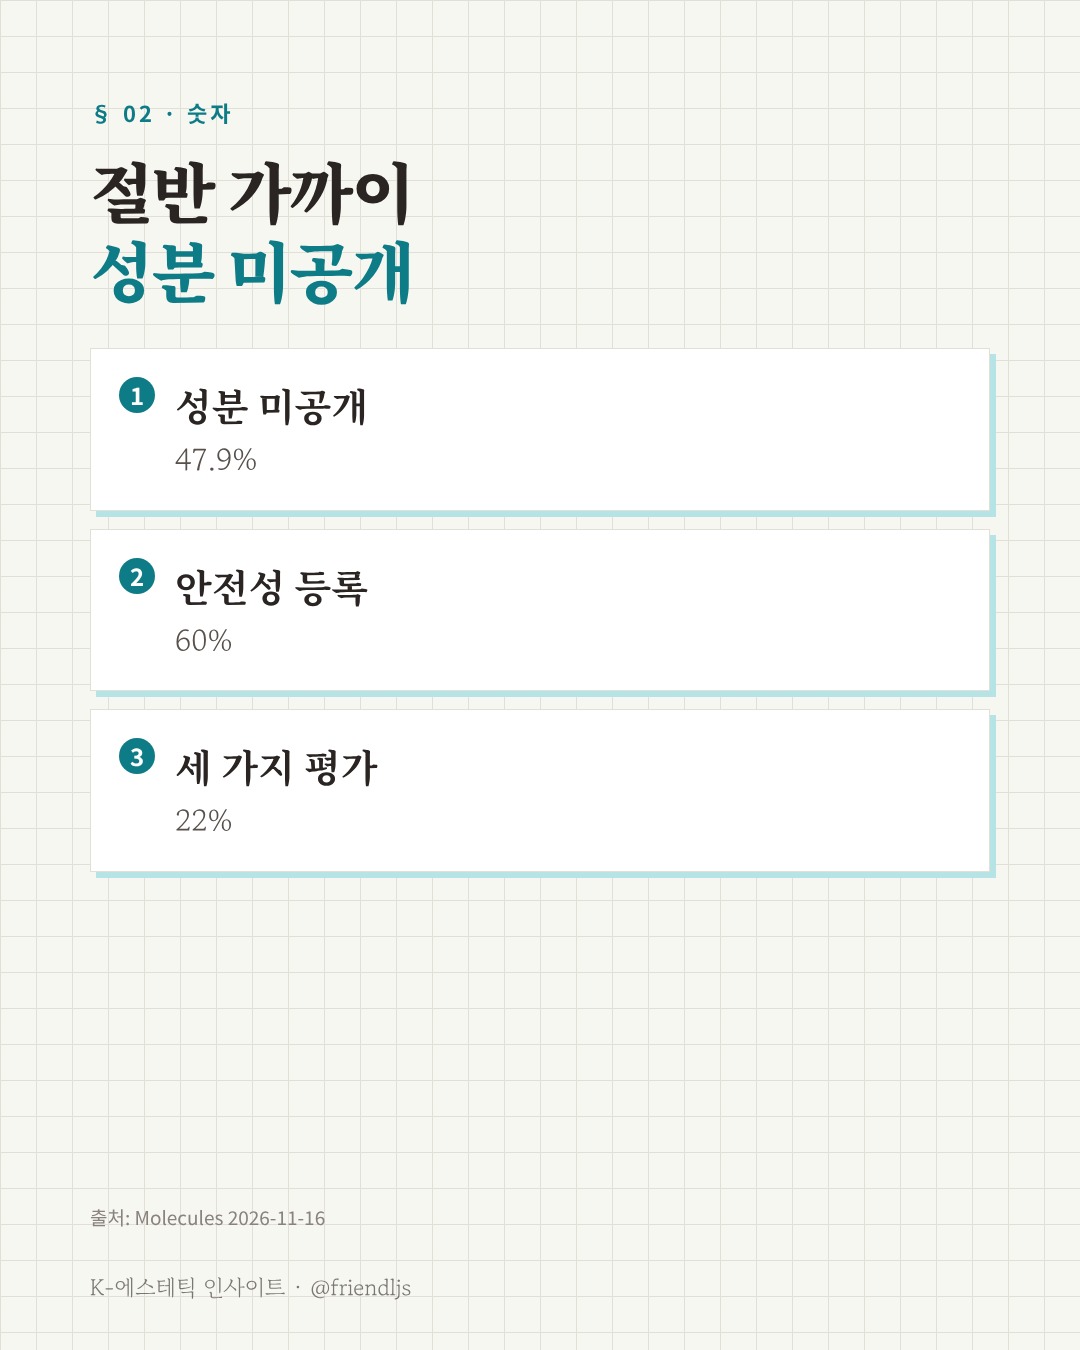 § 02 · 숫자
절반 가까이
성분 미공개
1 성분 미공개
47.9%
2 안전성 등록
60%
3 세 가지 평가
22%
출처: Molecules 2026-11-16
K-에스테틱 인사이트 · @friendljs